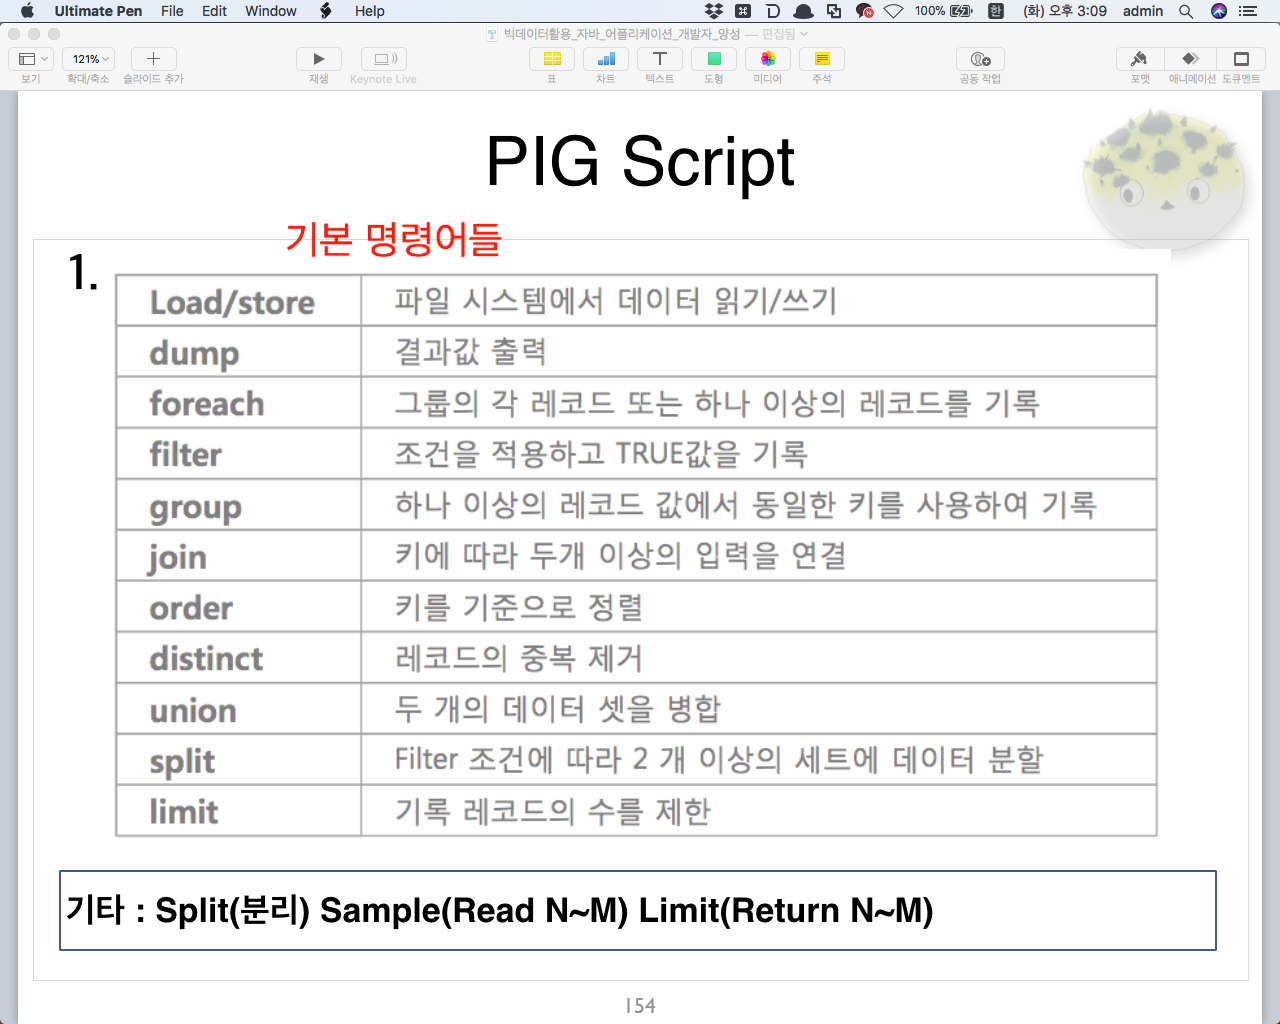 Ultimate Pen File Edit Window Help 100% 한 (화) 오후 3:09 admin
빅데이터활용_자바_어플리케이션_개발자_양성 — 편집됨
121%
보기 확대/축소 슬라이드 추가 재생 Keynote Live 표 차트 텍스트 도형 미디어 주석 공동 작업 포맷 애니메이션 도큐멘트
PIG Script
기본 명령어들
1.
Load/store 파일 시스템에서 데이터 읽기/쓰기
dump 결과값 출력
foreach 그룹의 각 레코드 또는 하나 이상의 레코드를 기록
filter 조건을 적용하고 TRUE값을 기록
group 하나 이상의 레코드 값에서 동일한 키를 사용하여 기록
join 키에 따라 두개 이상의 입력을 연결
order 키를 기준으로 정렬
distinct 레코드의 중복 제거
union 두 개의 데이터 셋을 병합
split Filter 조건에 따라 2 개 이상의 세트에 데이터 분할
limit 기록 레코드의 수를 제한
기타 : Split(분리) Sample(Read N~M) Limit(Return N~M)
154